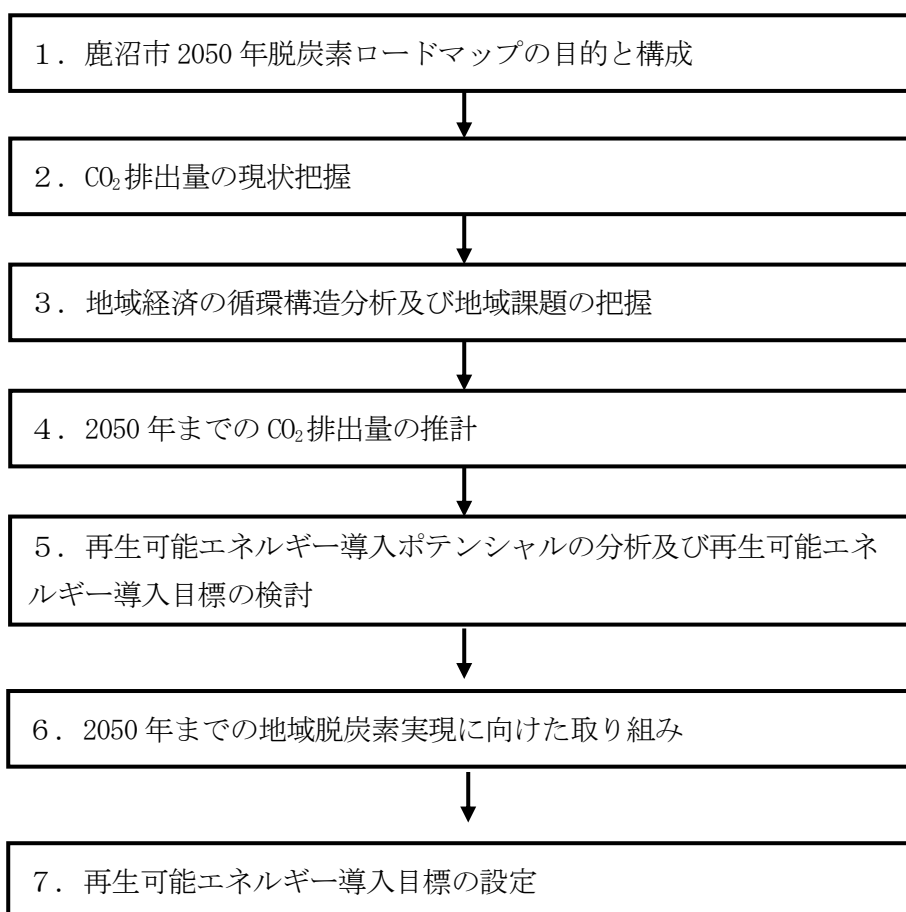 １．鹿沼市 2050 年脱炭素ロードマップの目的と構成
２．CO₂排出量の現状把握
３．地域経済の循環構造分析及び地域課題の把握
４．2050 年までの CO₂排出量の推計
５．再生可能エネルギー導入ポテンシャルの分析及び再生可能エネ
ルギー導入目標の検討
６．2050 年までの地域脱炭素実現に向けた取り組み
７．再生可能エネルギー導入目標の設定